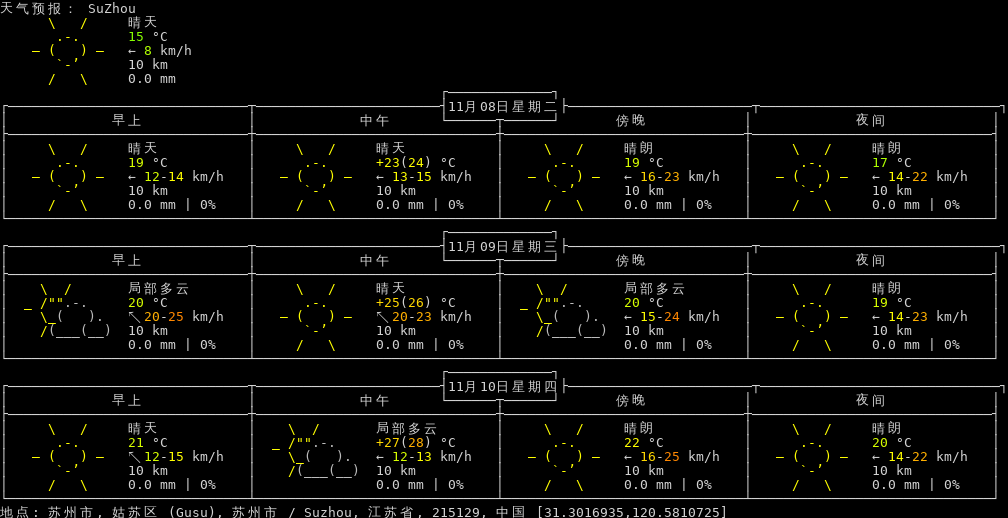 天气预报： SuZhou
晴天
15 °C
← 8 km/h
10 km
0.0 mm
11月08日星期二
早上 中午 傍晚 夜间
晴天 晴天 晴朗 晴朗
19 °C +23(24) °C 19 °C 17 °C
← 12-14 km/h ← 13-15 km/h ← 16-23 km/h ← 14-22 km/h
10 km 10 km 10 km 10 km
0.0 mm | 0% 0.0 mm | 0% 0.0 mm | 0% 0.0 mm | 0%
11月09日星期三
早上 中午 傍晚 夜间
局部多云 晴天 局部多云 晴朗
20 °C +25(26) °C 20 °C 19 °C
↖ 20-25 km/h ↖ 20-23 km/h ← 15-24 km/h ← 14-23 km/h
10 km 10 km 10 km 10 km
0.0 mm | 0% 0.0 mm | 0% 0.0 mm | 0% 0.0 mm | 0%
11月10日星期四
早上 中午 傍晚 夜间
晴天 局部多云 晴朗 晴朗
21 °C +27(28) °C 22 °C 20 °C
↖ 12-15 km/h ← 12-13 km/h ← 16-25 km/h ← 14-22 km/h
10 km 10 km 10 km 10 km
0.0 mm | 0% 0.0 mm | 0% 0.0 mm | 0% 0.0 mm | 0%
地点: 苏州市, 姑苏区 (Gusu), 苏州市 / Suzhou, 江苏省, 215129, 中国 [31.3016935,120.5810725]